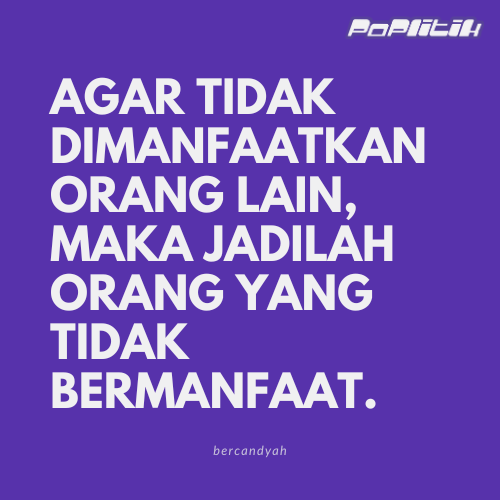 POPlitik
AGAR TIDAK
DIMANFAATKAN
ORANG LAIN,
MAKA JADILAH
ORANG YANG
TIDAK
BERMANFAAT.
bercandyah